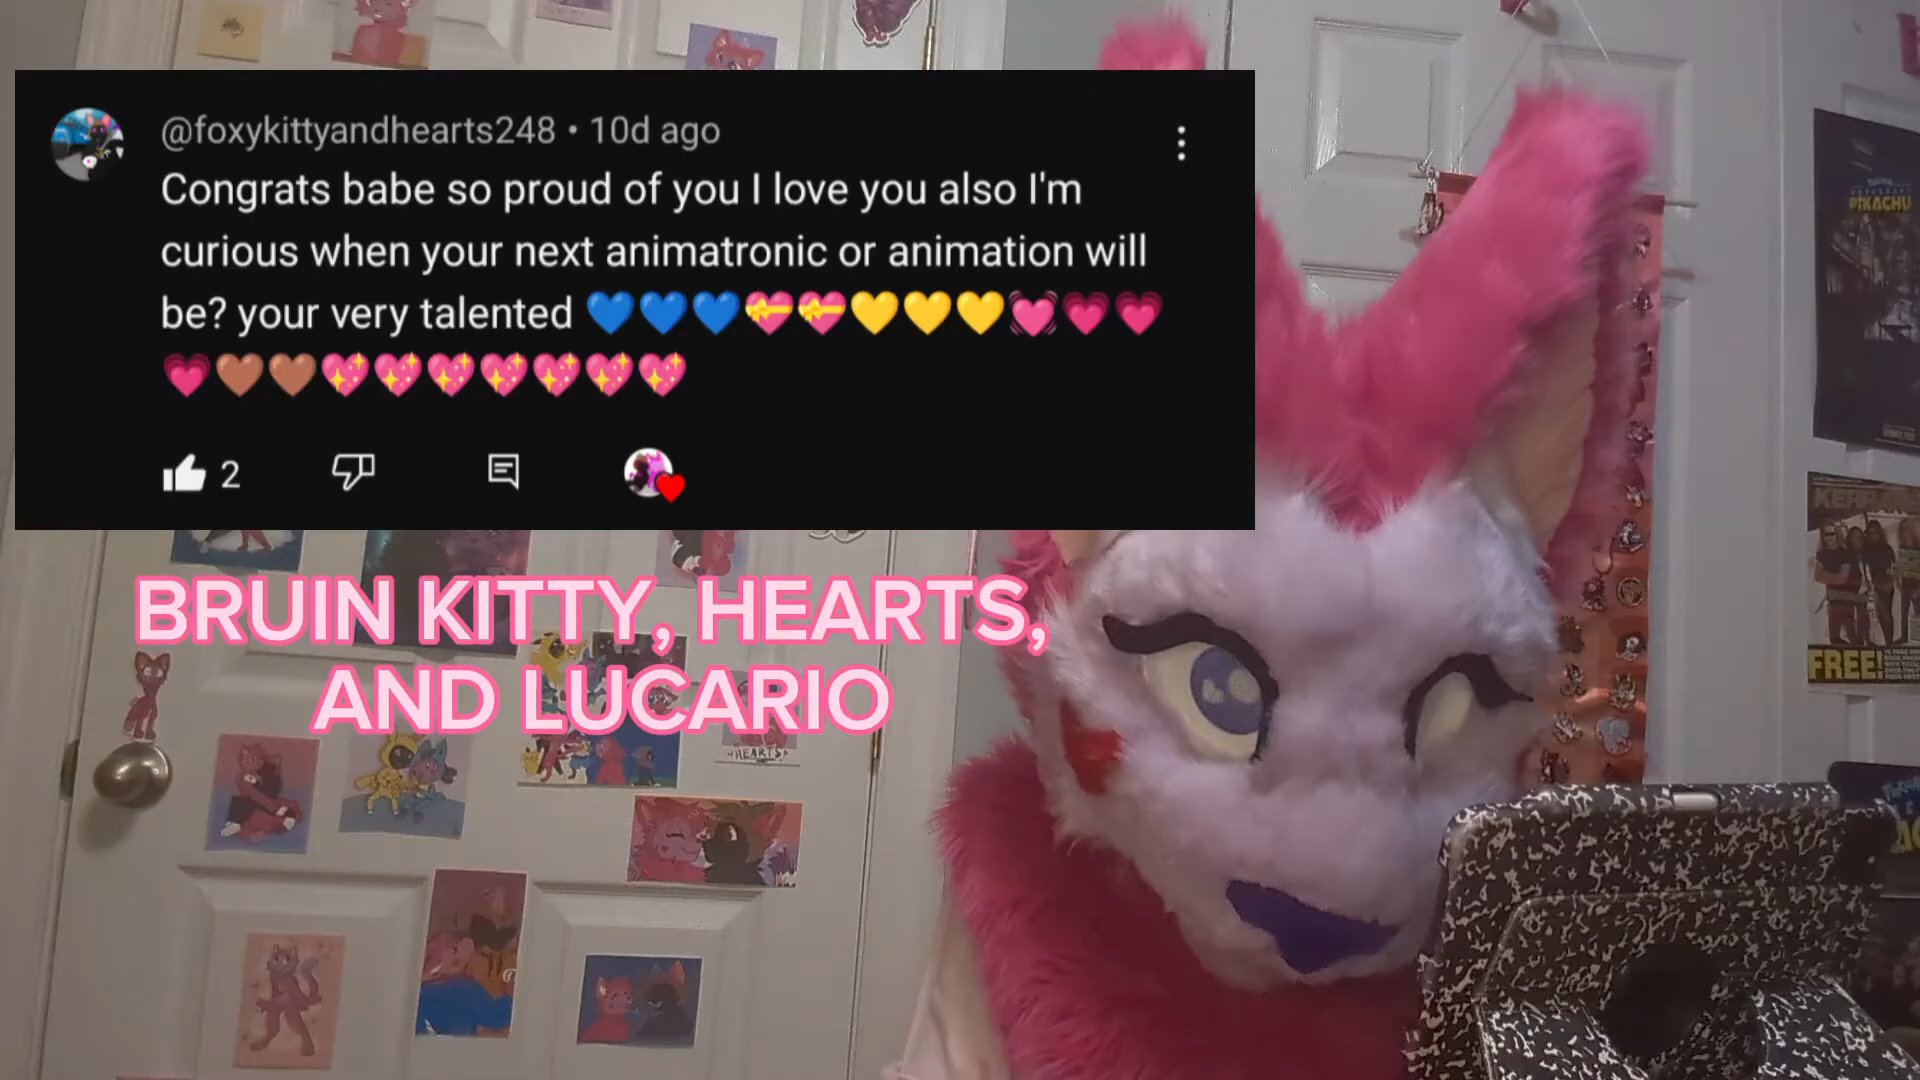 @foxykittyandhearts248 • 10d ago
Congrats babe so proud of you I love you also I'm
curious when your next animatronic or animation will
be? your very talented 💙💙💙💝💝💛💛💛💓💗💗
💗🤎🤎💖💖💖💖💖💖💖
2
BRUIN KITTY, HEARTS,
AND LUCARIO
HEARTS
PIKACHU
KERRANG
FREE!